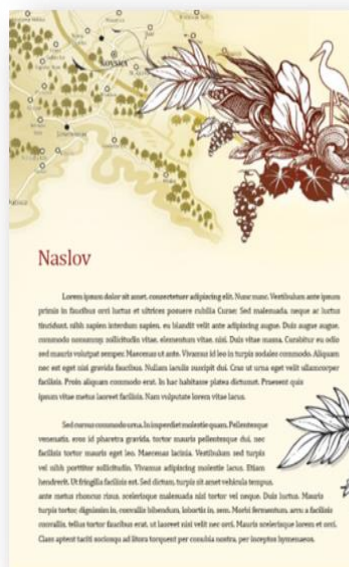 Naslov
Lorem ipsum dolor sit amet, consectetuer adipiscing elit. Nunc nunc. Vestibulum ante ipsum
primis in faucibus orci luctus et ultrices posuere cubilia Curae; Sed malesuada, neque ac luctus
tincidunt, nibh sapien interdum sapien, eu blandit velit ante adipiscing augue. Duis augue augue,
commodo nonummy, sollicitudin vitae, elementum vitae, nisl. Duis vitae massa. Curabitur eu odio
sed mauris volutpat semper. Maecenas ut ante. Vivamus id leo in turpis sodales commodo. Aliquam
nec est eget nisi gravida faucibus. Nullam iaculis suscipit dui. Cras ut urna eget velit ullamcorper
facilisis. Proin aliquam commodo erat. In hac habitasse platea dictumst. Praesent quis
ipsum vitae metus laoreet facilisis. Nam vulputate lorem vitae lacus.
Sed cursus commodo urna. In imperdiet molestie quam. Pellentesque
venenatis, eros id pharetra gravida, tortor mauris pellentesque dui, nec
facilisis tortor mauris eget leo. Maecenas lacinia. Vestibulum sed turpis
vel nibh porttitor sollicitudin. Vivamus adipiscing molestie lacus. Etiam
hendrerit. Ut fringilla facilisis est. Sed dictum, turpis sit amet vehicula tempus,
ante metus rhoncus risus, scelerisque malesuada nisl tortor vel neque. Duis luctus. Mauris
turpis tortor, dignissim in, convallis bibendum, lobortis in, sem. Morbi fermentum, arcu a facilisis
convallis, tellus tortor faucibus erat, ut laoreet nisl velit nec orci. Mauris scelerisque lorem et orci.
Class aptent taciti sociosqu ad litora torquent per conubia nostra, per inceptos hymenaeos.